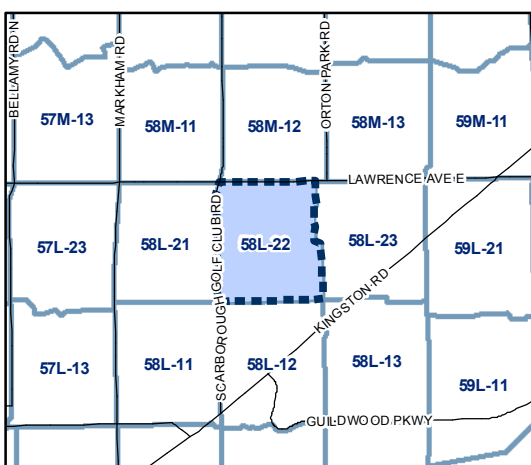 BELLAMY RD N
MARKHAM RD
ORTON PARK RD
57M-13
58M-11
58M-12
58M-13
59M-11
LAWRENCE AVE E
57L-23
58L-21
SCARBOROUGH GOLF CLUB RD
58L-22
58L-23
59L-21
KINGSTON RD
57L-13
58L-11
58L-12
58L-13
59L-11
GUILDWOOD PKWY